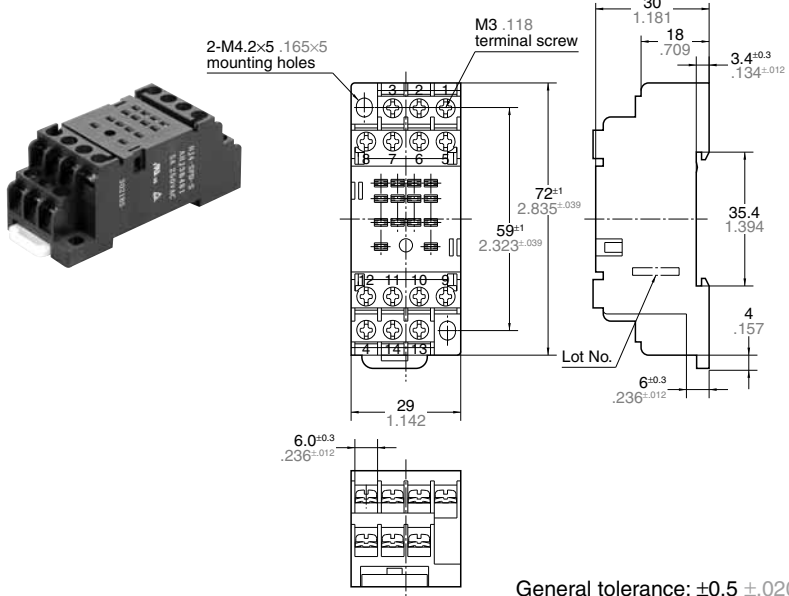 30
1.181
18
.709
3.4±0.3
.134±.012
2-M4.2×5 .165×5
mounting holes
M3 .118
terminal screw
3 2 1
8 7 6 5
12 11 10 9
4 14 13
72±1
2.835±.039
59±1
2.323±.039
35.4
1.394
4
.157
Lot No.
6±0.3
.236±.012
29
1.142
6.0±0.3
.236±.012
General tolerance: ±0.5 ±.020